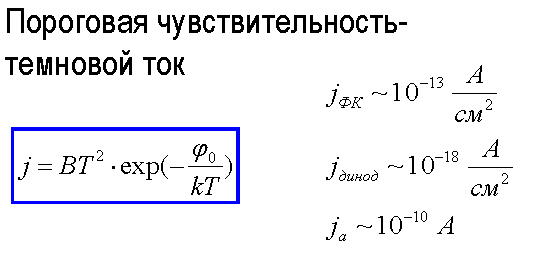 Пороговая чувствительность-
темновой ток
j = BT² · exp(-φ₀/kT)
j_ФК ~10⁻¹³ А/см²
j_динод ~10⁻¹⁸ А/см²
j_а ~10⁻¹⁰ А